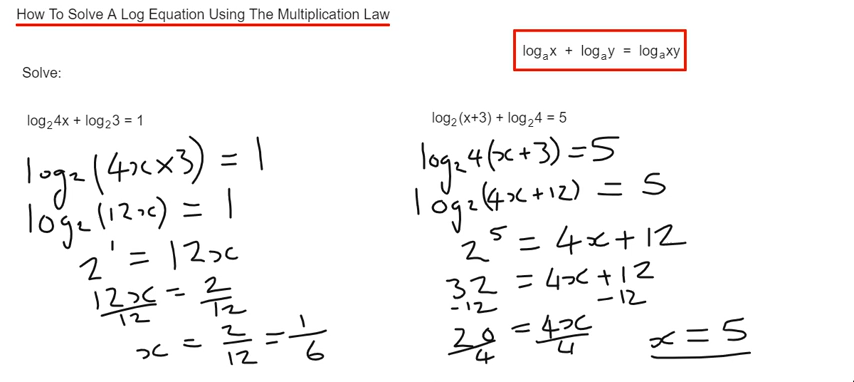 How To Solve A Log Equation Using The Multiplication Law
logₐx + logₐy = logₐxy
Solve:
log₂4x + log₂3 = 1
log₂(4x×3) = 1
log₂(12x) = 1
2¹ = 12x
12x/12 = 2/12
x = 2/12 = 1/6
log₂(x+3) + log₂4 = 5
log₂4(x+3) = 5
log₂(4x+12) = 5
2⁵ = 4x+12
32 = 4x+12
-12 -12
20/4 = 4x/4
x = 5